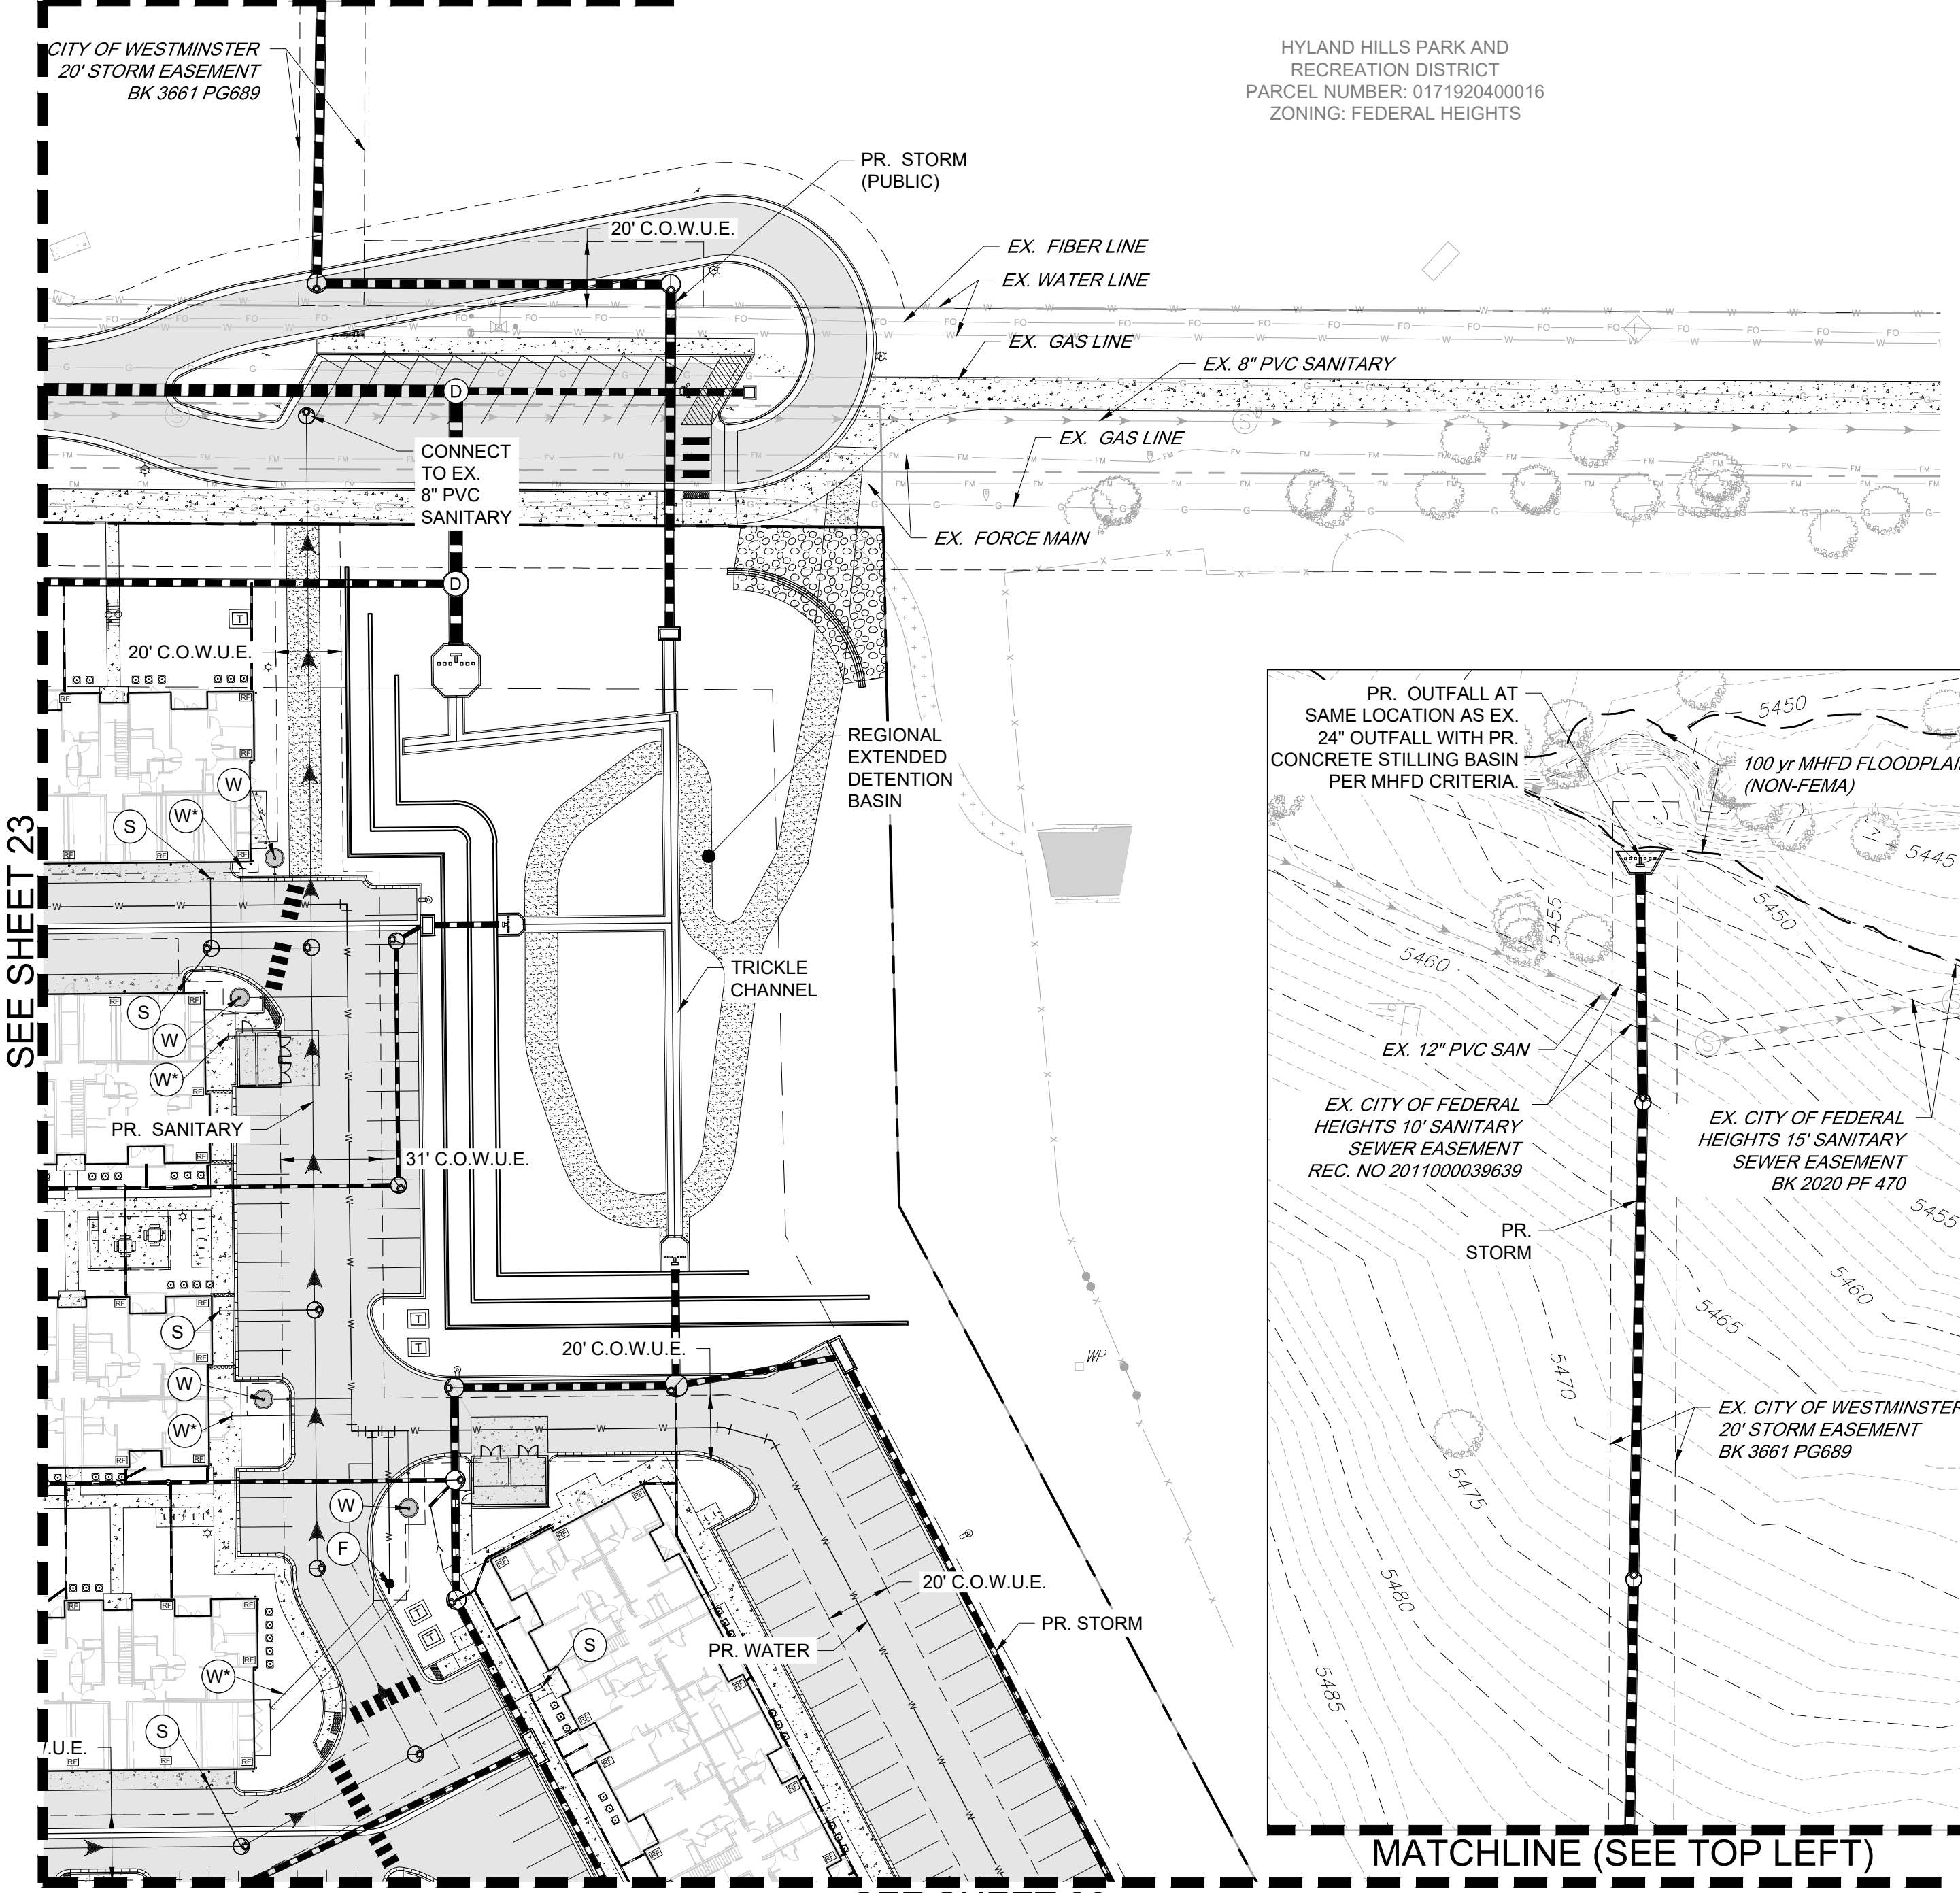 CITY OF WESTMINSTER
20' STORM EASEMENT
BK 3661 PG689
HYLAND HILLS PARK AND
RECREATION DISTRICT
PARCEL NUMBER: 0171920400016
ZONING: FEDERAL HEIGHTS
PR. STORM
(PUBLIC)
20' C.O.W.U.E.
EX. FIBER LINE
EX. WATER LINE
EX. GAS LINE
EX. 8" PVC SANITARY
EX. GAS LINE
EX. FORCE MAIN
D
CONNECT
TO EX.
8" PVC
SANITARY
D
T
20' C.O.W.U.E.
REGIONAL
EXTENDED
DETENTION
BASIN
W
W*
S
SEE SHEET 23
TRICKLE
CHANNEL
S
W
W*
PR. SANITARY
31' C.O.W.U.E.
S
T
T
20' C.O.W.U.E.
W
W*
WP
W
F
T
T
20' C.O.W.U.E.
PR. STORM
PR. WATER
S
W*
S
.U.E.
PR. OUTFALL AT
SAME LOCATION AS EX.
24" OUTFALL WITH PR.
CONCRETE STILLING BASIN
PER MHFD CRITERIA.
5450
100 yr MHFD FLOODPLAI
(NON-FEMA)
5445
5450
5455
5460
EX. 12" PVC SAN
S
EX. CITY OF FEDERAL
HEIGHTS 10' SANITARY
SEWER EASEMENT
REC. NO 2011000039639
EX. CITY OF FEDERAL
HEIGHTS 15' SANITARY
SEWER EASEMENT
BK 2020 PF 470
5455
PR.
STORM
5460
5465
5470
EX. CITY OF WESTMINSTER
20' STORM EASEMENT
BK 3661 PG689
5475
5480
5485
MATCHLINE (SEE TOP LEFT)